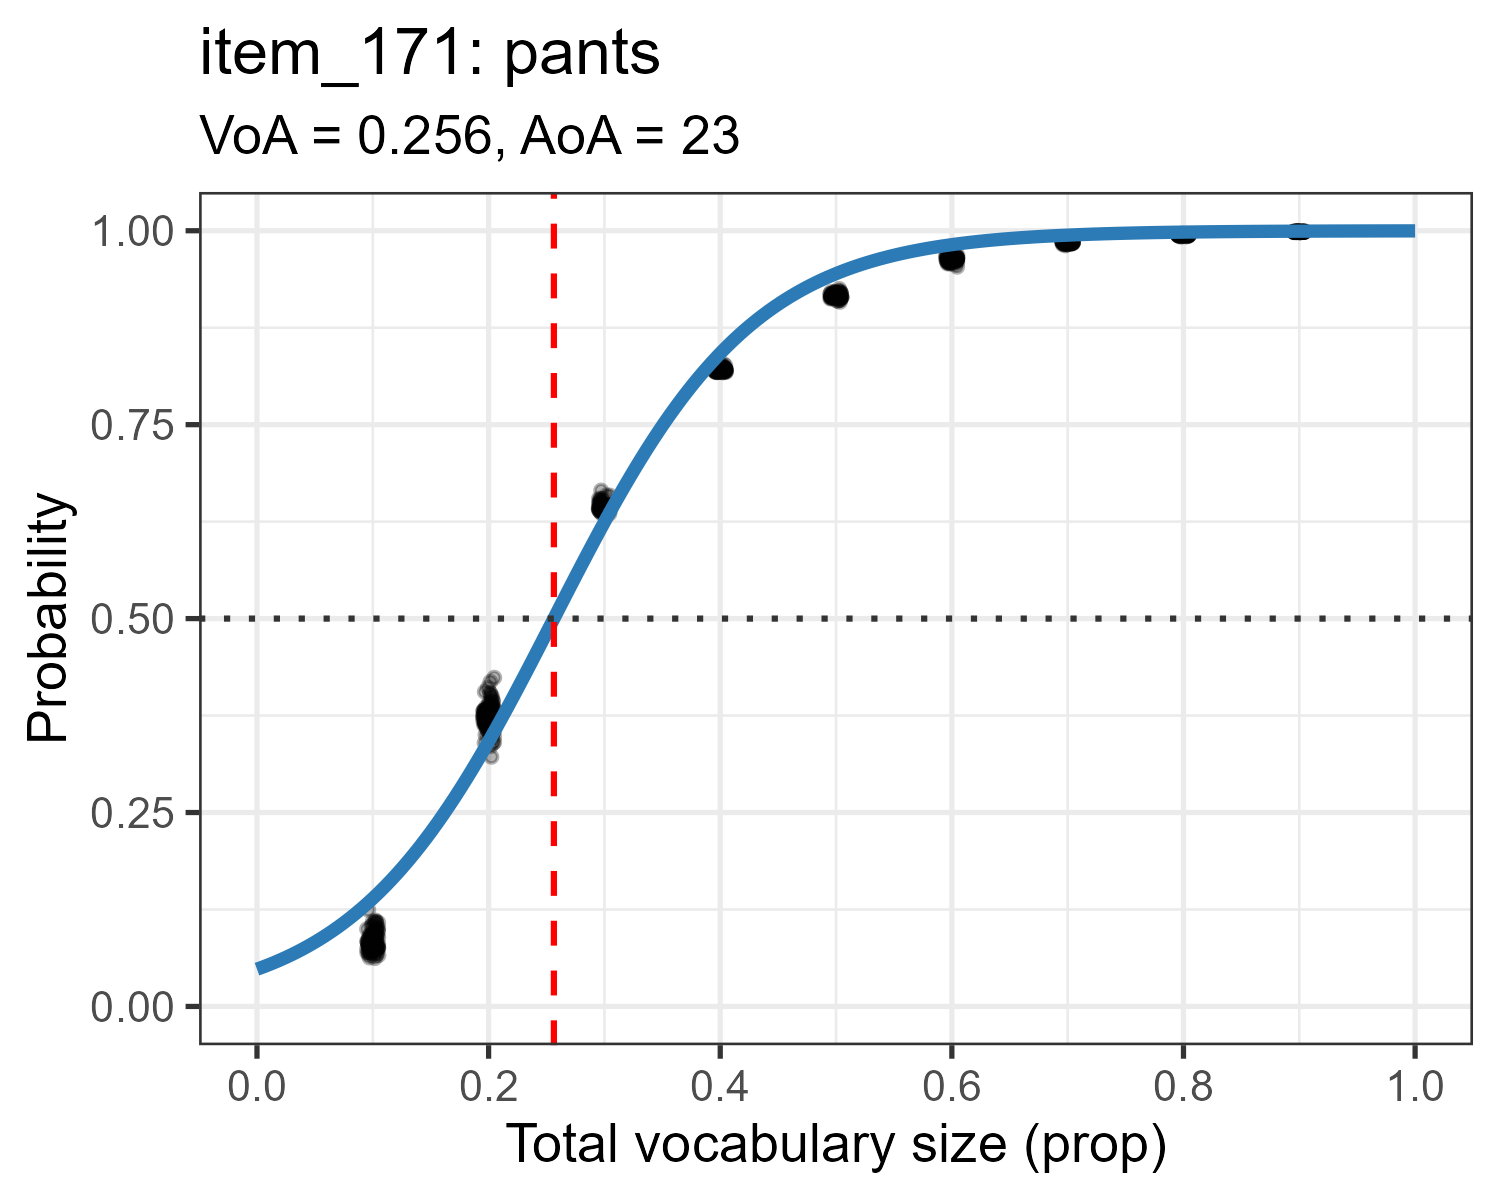 item_171: pants
VoA = 0.256, AoA = 23
Probability
1.00
0.75
0.50
0.25
0.00
0.0 0.2 0.4 0.6 0.8 1.0
Total vocabulary size (prop)